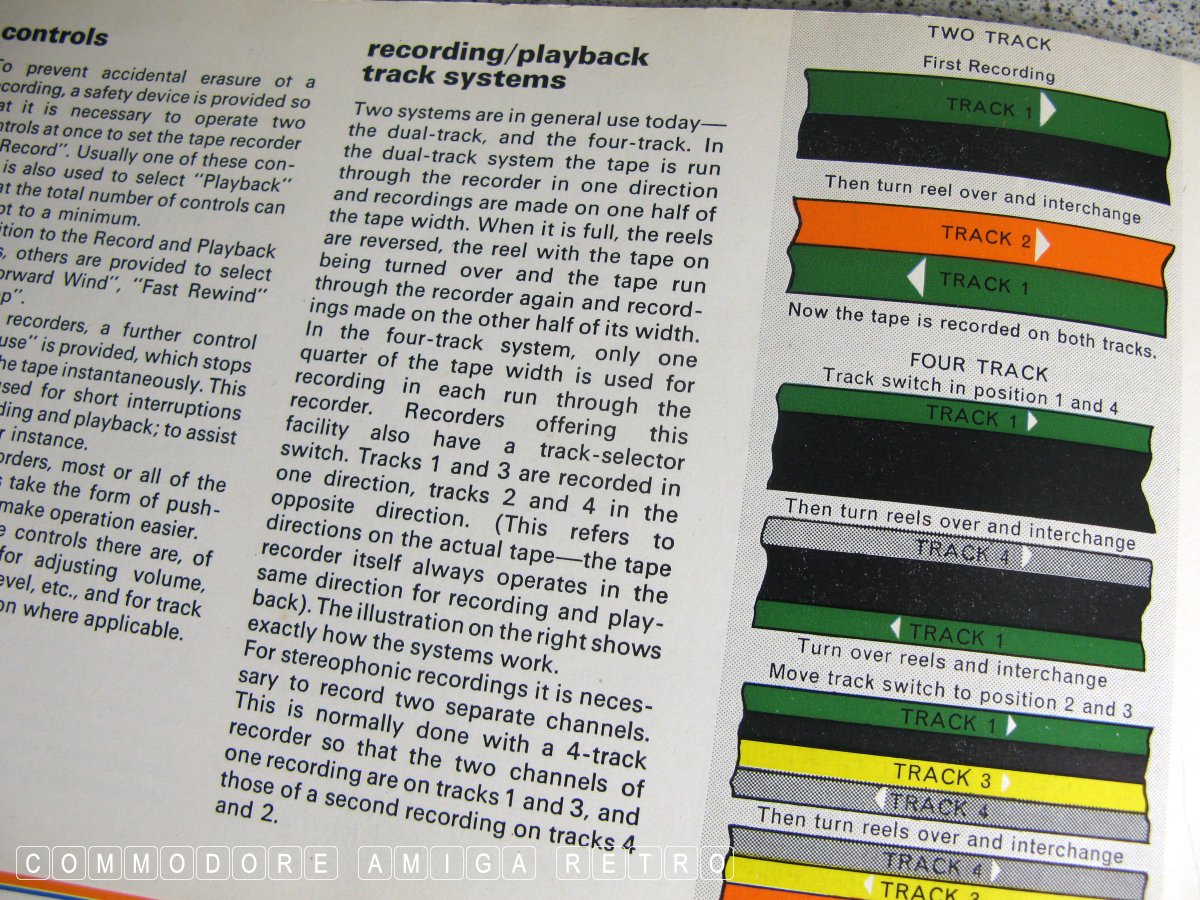 controls
To prevent accidental erasure of a
recording, a safety device is provided so
at it is necessary to operate two
ntrols at once to set the tape recorder
Record". Usually one of these con-
is also used to select "Playback"
at the total number of controls can
pt to a minimum.
ition to the Record and Playback
s, others are provided to select
orward Wind", "Fast Rewind"
p".
recorders, a further control
use" is provided, which stops
he tape instantaneously. This
sed for short interruptions
ding and playback; to assist
r instance.
orders, most or all of the
s take the form of push-
make operation easier.
e controls there are, of
for adjusting volume,
evel, etc., and for track
on where applicable.
recording/playback
track systems
Two systems are in general use today—
the dual-track, and the four-track. In
the dual-track system the tape is run
through the recorder in one direction
and recordings are made on one half of
the tape width. When it is full, the reels
are reversed, the reel with the tape on
being turned over and the tape run
through the recorder again and record-
ings made on the other half of its width.
In the four-track system, only one
quarter of the tape width is used for
recording in each run through the
recorder. Recorders offering this
facility also have a track-selector
switch. Tracks 1 and 3 are recorded in
one direction, tracks 2 and 4 in the
opposite direction. (This refers to
directions on the actual tape—the tape
recorder itself always operates in the
same direction for recording and play-
back). The illustration on the right shows
exactly how the systems work.
For stereophonic recordings it is neces-
sary to record two separate channels.
This is normally done with a 4-track
recorder so that the two channels of
one recording are on tracks 1 and 3, and
those of a second recording on tracks 4
and 2.
TWO TRACK
First Recording
TRACK 1
Then turn reel over and interchange
TRACK 2
TRACK 1
Now the tape is recorded on both tracks.
FOUR TRACK
Track switch in position 1 and 4
TRACK 1
Then turn reels over and interchange
TRACK 4
TRACK 1
Turn over reels and interchange
Move track switch to position 2 and 3
TRACK 1
TRACK 3
TRACK 4
Then turn reels over and interchange
TRACK 4
TRACK 3
COMMODORE AMIGA RETRO